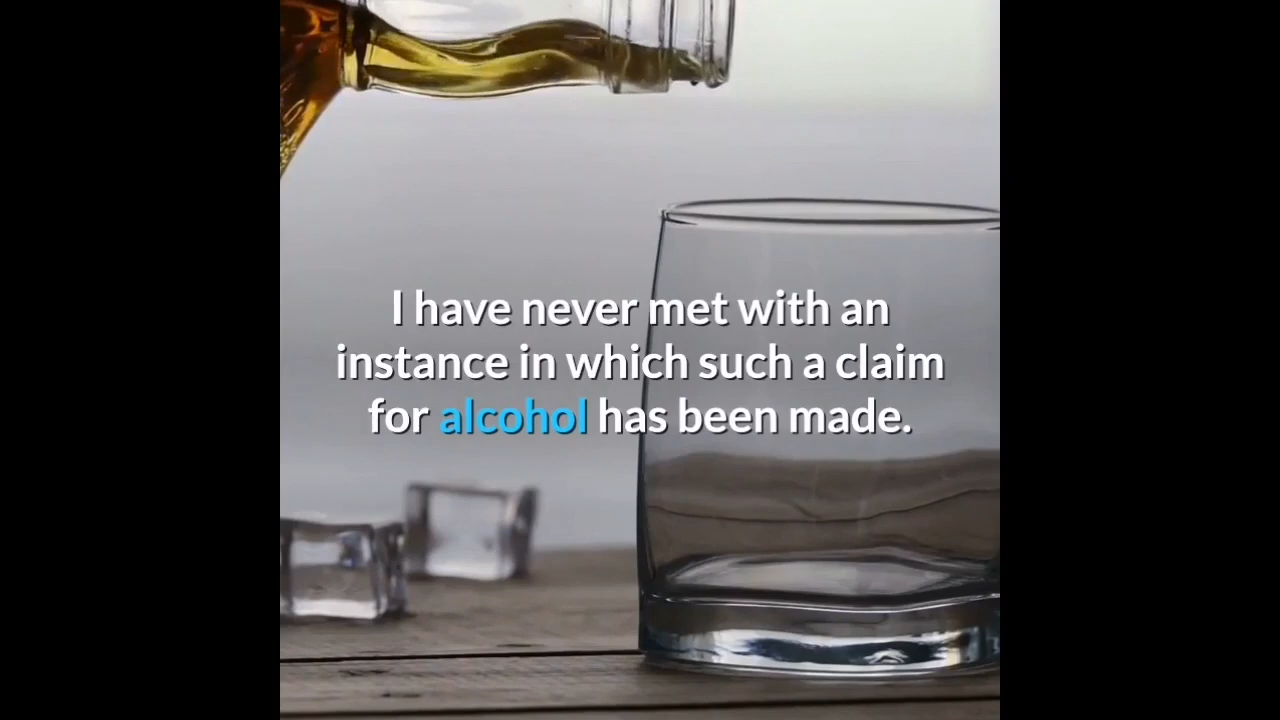 I have never met with an
instance in which such a claim
for alcohol has been made.